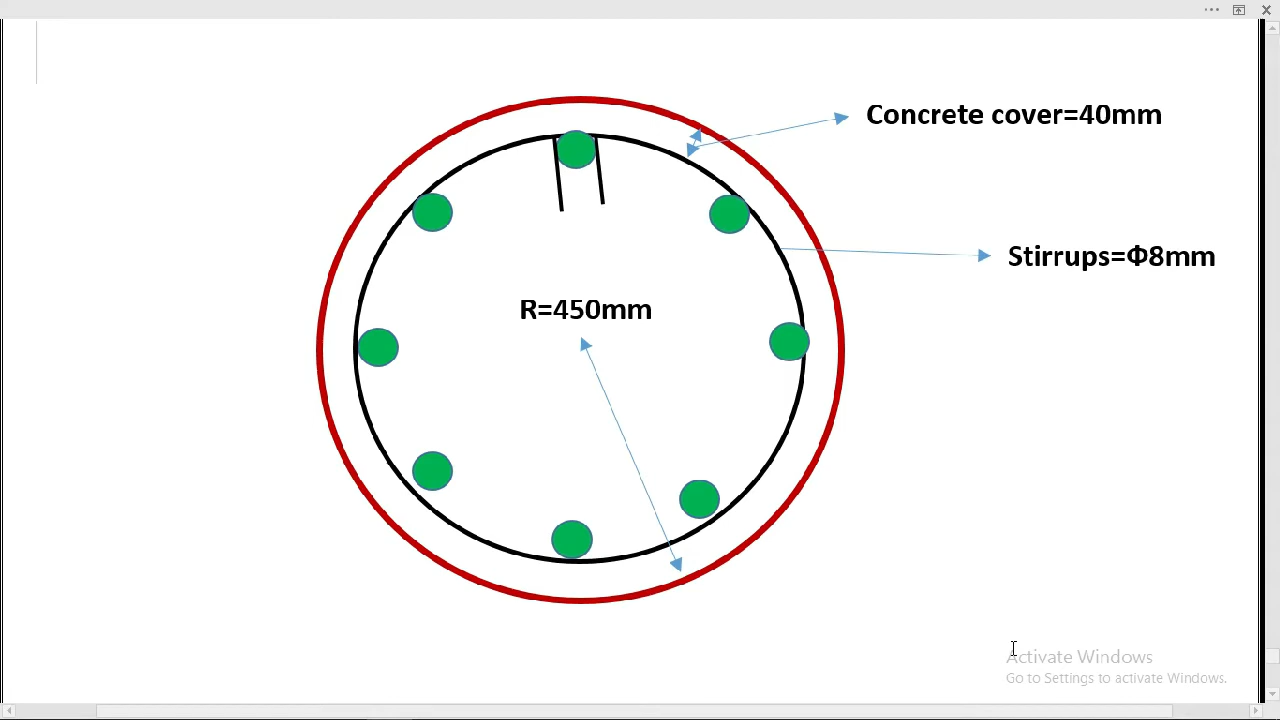 Concrete cover=40mm
Stirrups=Φ8mm
R=450mm
Activate Windows
Go to Settings to activate Windows.